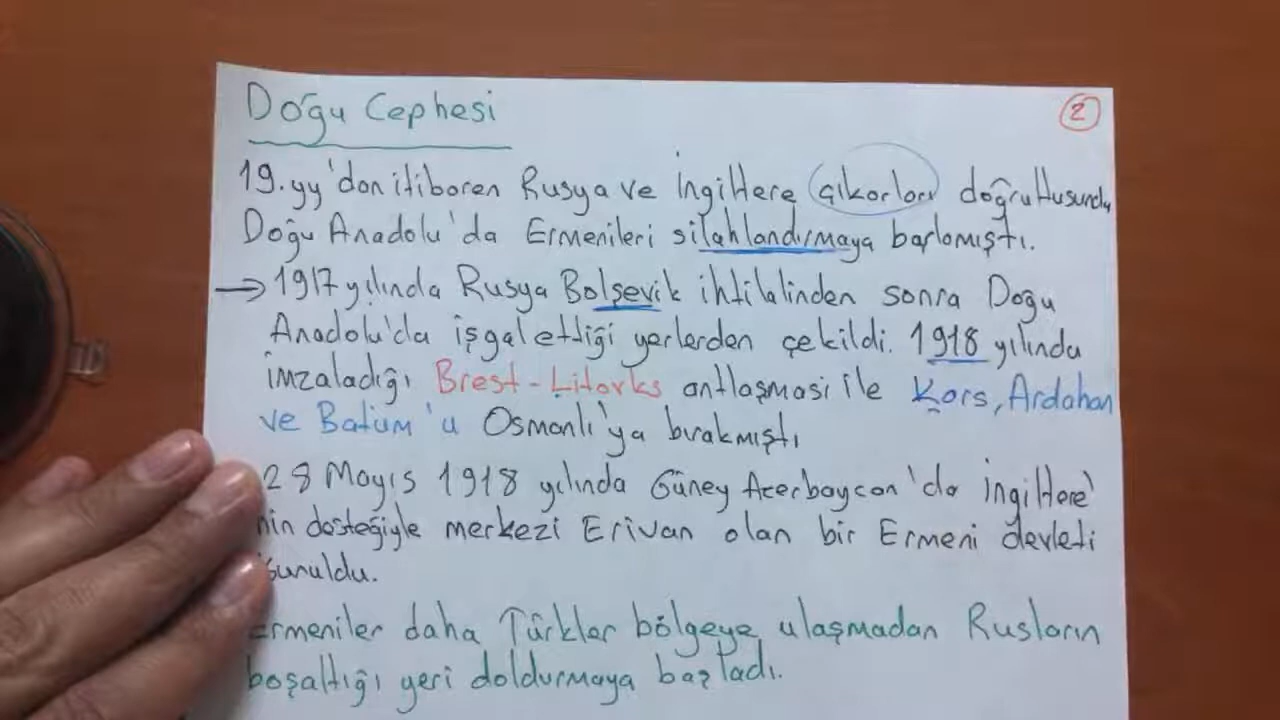 Doğu Cephesi
2
19.yy'dan itibaren Rusya ve İngiltere çıkarları doğrultusunda
Doğu Anadolu'da Ermenileri silahlandırmaya başlamıştı.
→ 1917 yılında Rusya Bolşevik ihtilalinden sonra Doğu
Anadolu'da işgal ettiği yerlerden çekildi. 1918 yılında
imzaladığı Brest-Litovks antlaşması ile Kars, Ardahan
ve Batum'u Osmanlı'ya bırakmıştı
28 Mayıs 1918 yılında Güney Azerbaycan'da İngiltere'
nin desteğiyle merkezi Erivan olan bir Ermeni devleti
Ermeniler daha Türkler bölgeye ulaşmadan Rusların
boşalttığı yeri doldurmaya başladı.